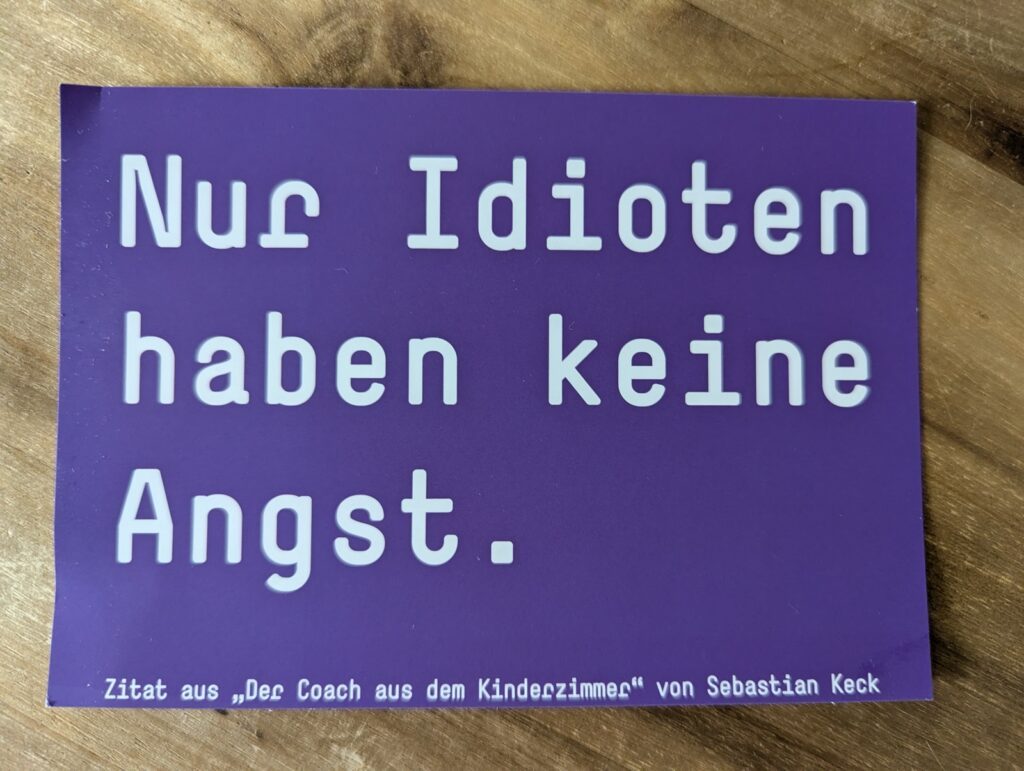 Nur Idioten
haben keine
Angst.
Zitat aus „Der Coach aus dem Kinderzimmer“ von Sebastian Keck